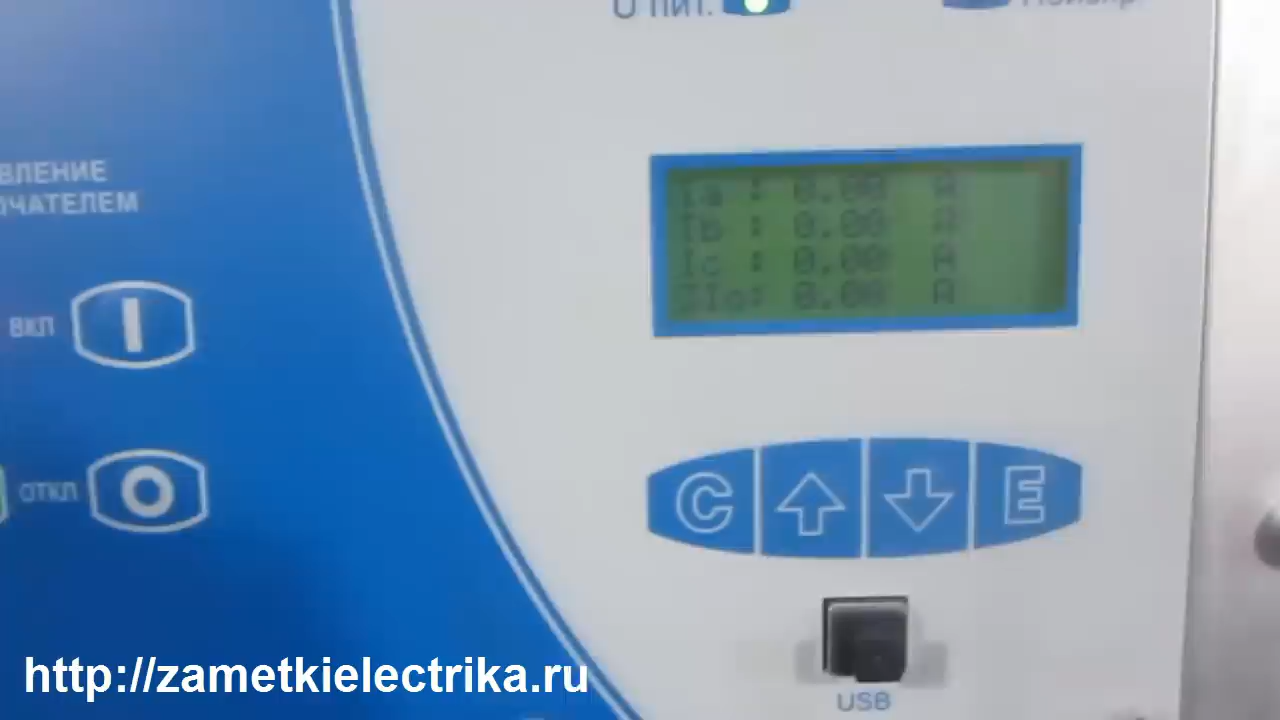 U пит.
ВЛЕНИЕ
ЮЧАТЕЛЕМ
Ia : 0.00 A
Ib : 0.00 A
Ic : 0.00 A
3Io: 0.00 A
ВКЛ
I
ОТКЛ
O
C
E
USB
http://zametkielectrika.ru